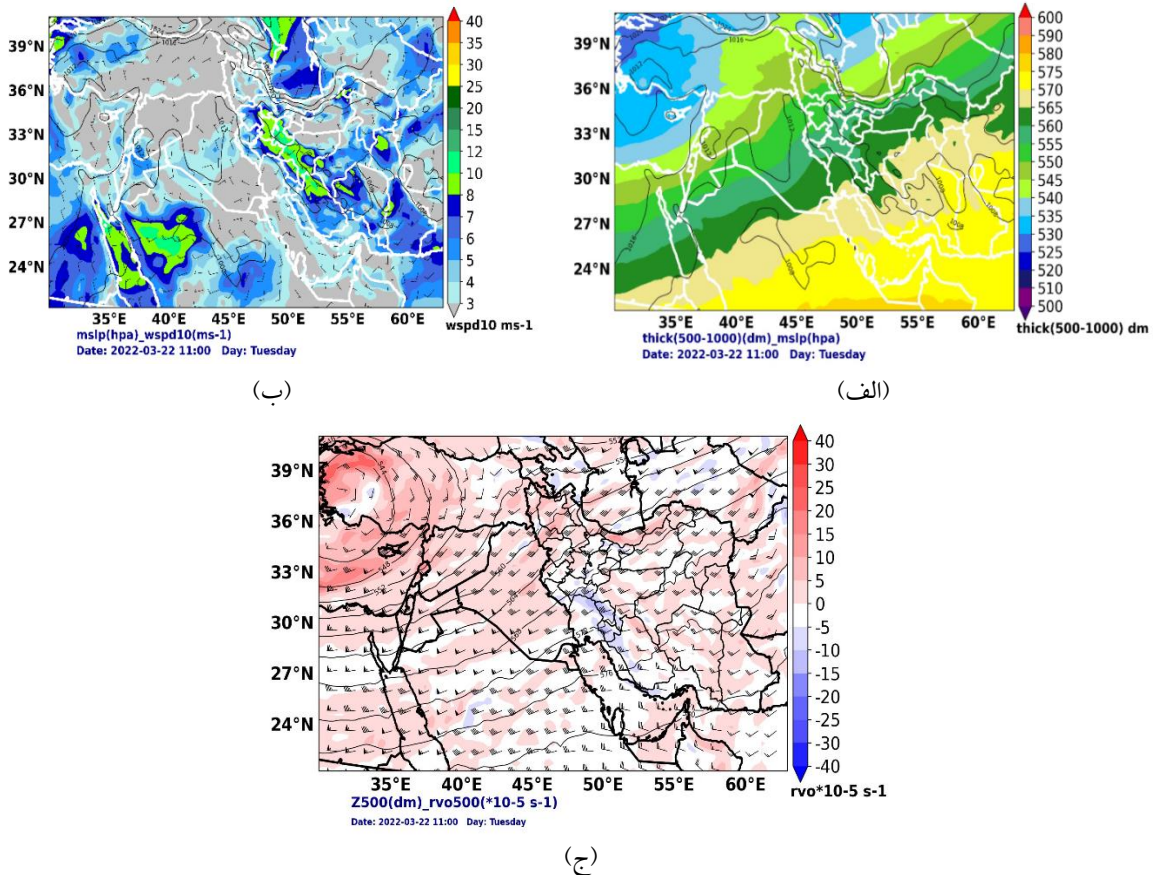 39°N
36°N
33°N
30°N
27°N
24°N
35°E 40°E 45°E 50°E 55°E 60°E
40
35
30
25
20
15
10
8
7
6
5
4
3
wspd10 ms-1
mslp(hpa)_wspd10(ms-1)
Date: 2022-03-22 11:00 Day: Tuesday
(ب)
39°N
36°N
33°N
30°N
27°N
24°N
35°E 40°E 45°E 50°E 55°E 60°E
600
590
580
575
570
565
560
555
550
545
540
535
530
520
510
500
thick(500-1000) dm
thick(500-1000)(dm)_mslp(hpa)
Date: 2022-03-22 11:00 Day: Tuesday
(الف)
39°N
36°N
33°N
30°N
27°N
24°N
35°E 40°E 45°E 50°E 55°E 60°E
40
30
25
20
15
10
5
0
-5
-10
-15
-20
-25
-30
-40
rvo*10-5 s-1
Z500(dm)_rvo500(*10-5 s-1)
Date: 2022-03-22 11:00 Day: Tuesday
(ج)